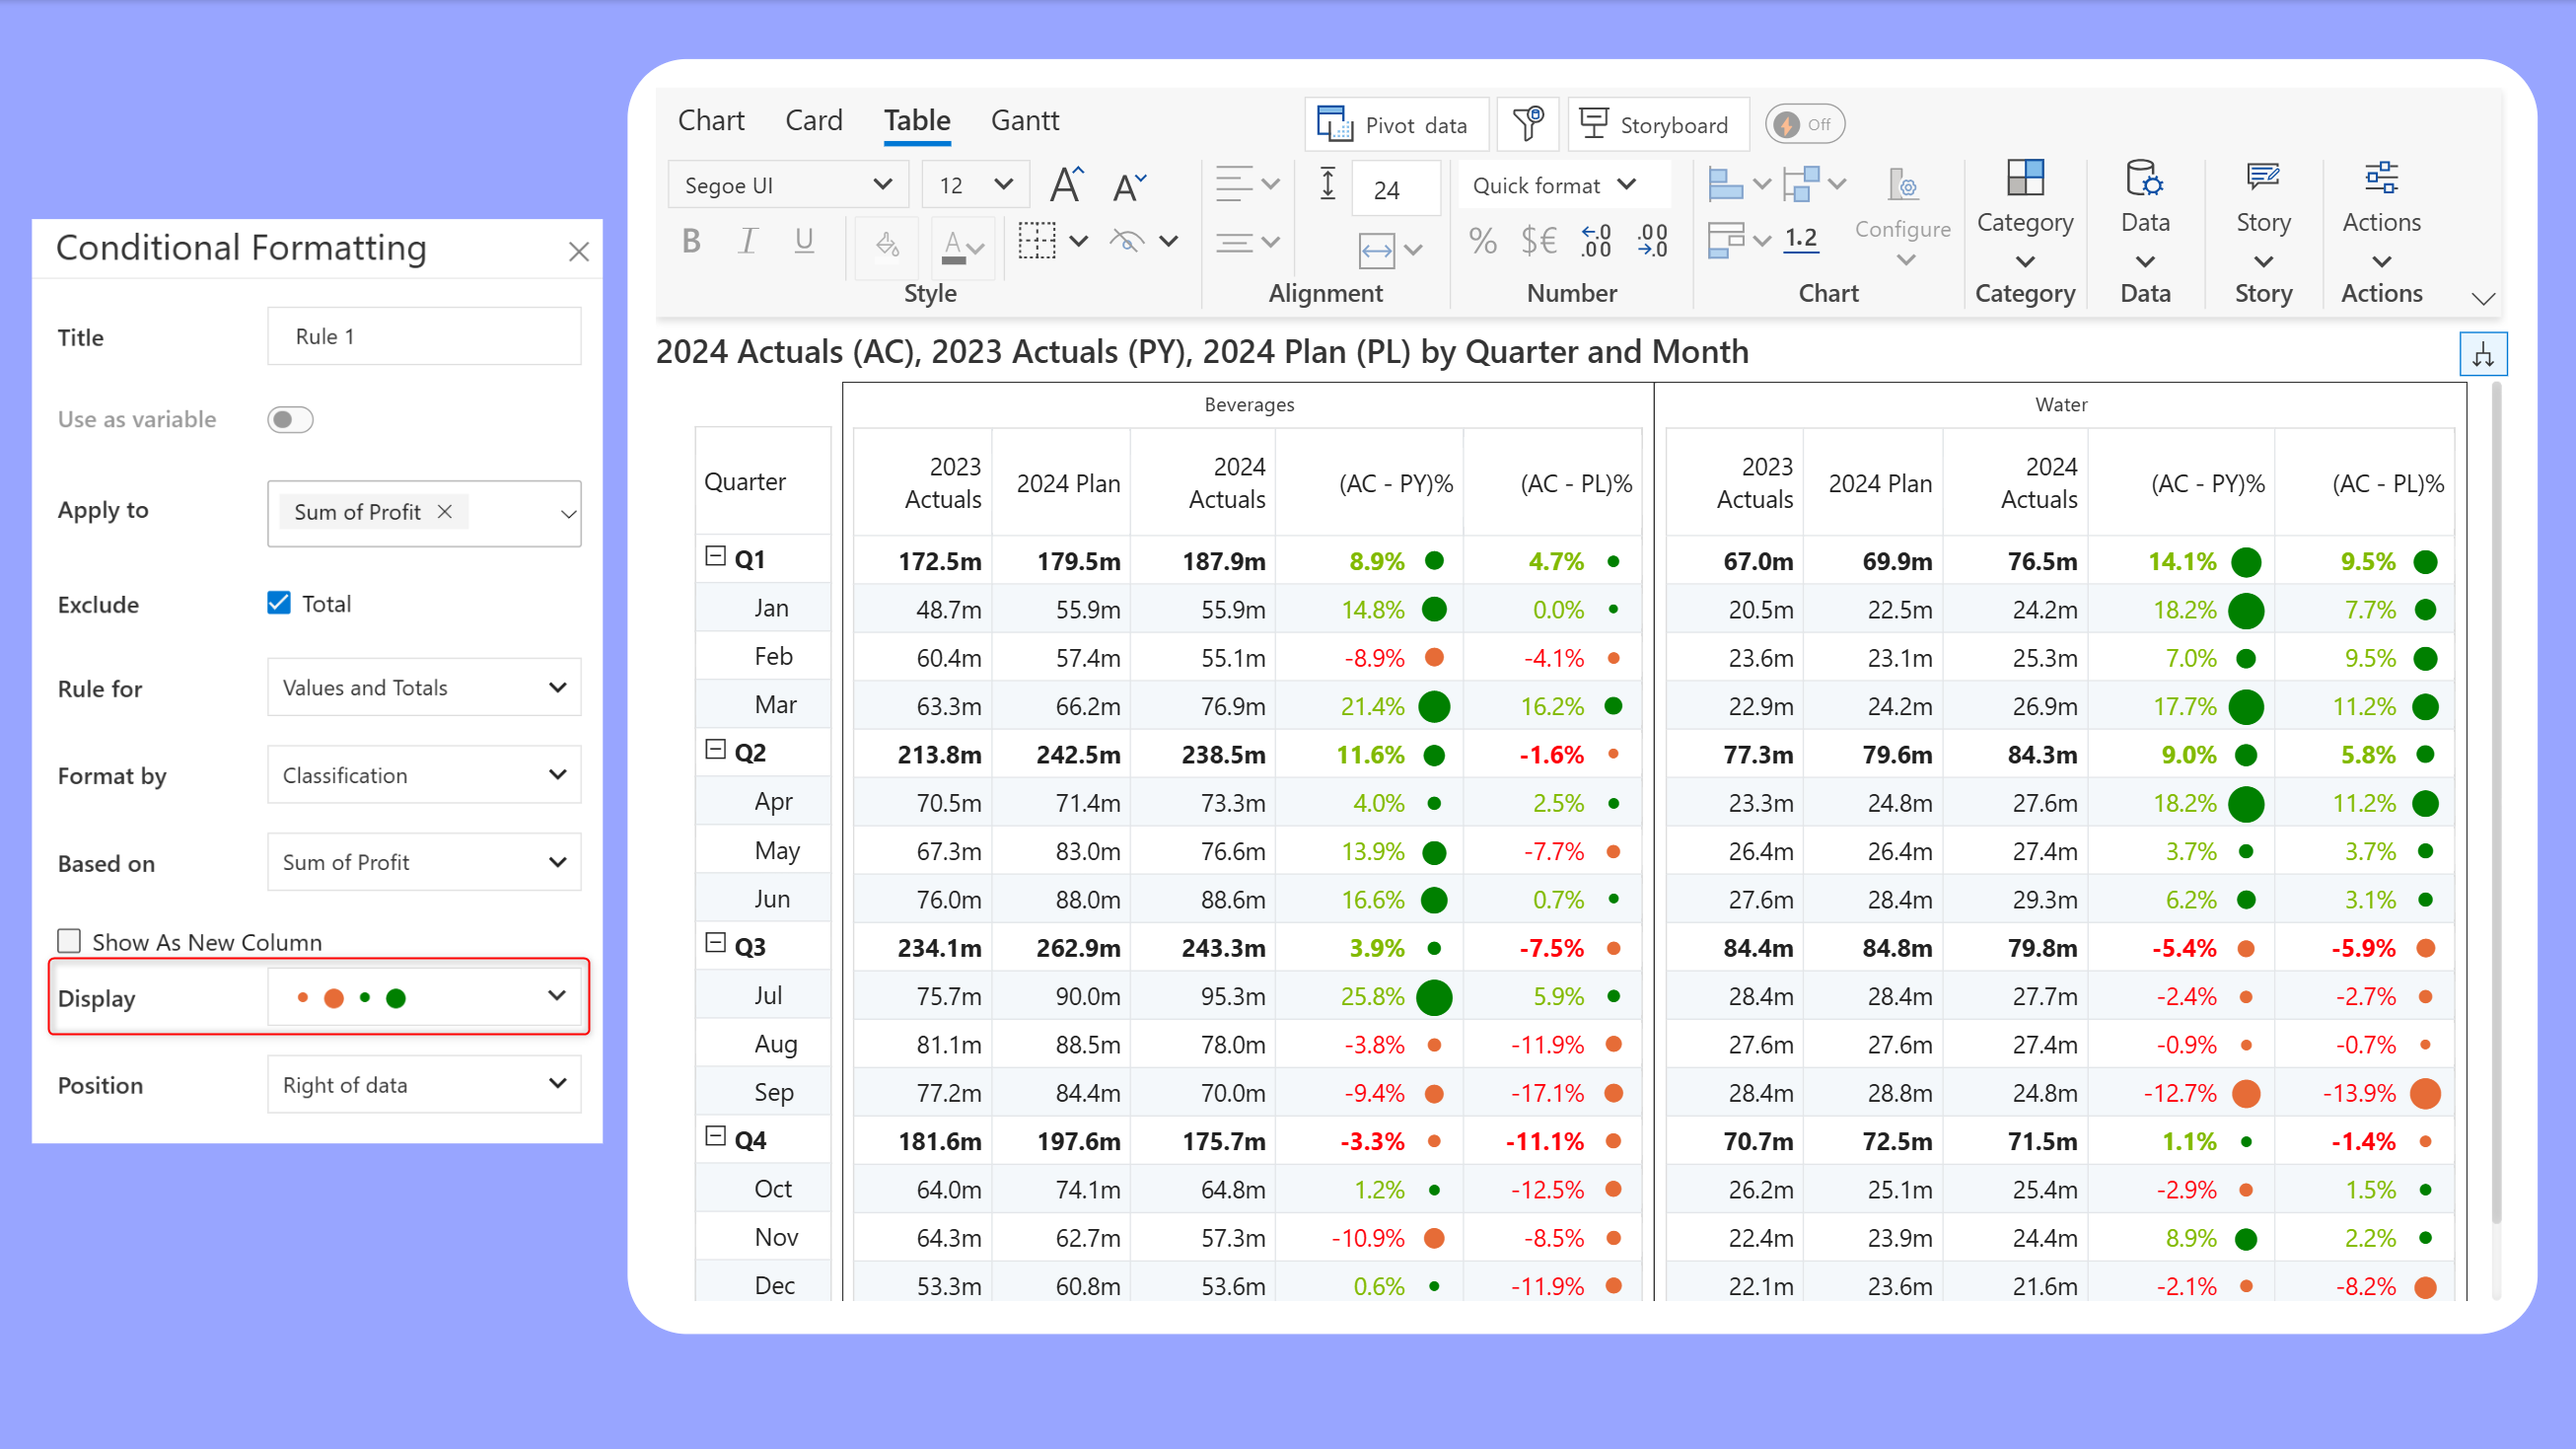 Conditional Formatting
Title Rule 1
Use as variable
Apply to Sum of Profit
Exclude Total
Rule for Values and Totals
Format by Classification
Based on Sum of Profit
Show As New Column
Display
Position Right of data
Chart Card Table Gantt Pivot data Storyboard Off
Segoe UI 12 24 Quick format
B I U A % $€ .00 .00 .0 1.2 Configure Category Data Story Actions
Style Alignment Number Chart Category Data Story Actions
2024 Actuals (AC), 2023 Actuals (PY), 2024 Plan (PL) by Quarter and Month
Beverages Water
Quarter 2023 Actuals 2024 Plan 2024 Actuals (AC - PY)% (AC - PL)% 2023 Actuals 2024 Plan 2024 Actuals (AC - PY)% (AC - PL)%
Q1 172.5m 179.5m 187.9m 8.9% 4.7% 67.0m 69.9m 76.5m 14.1% 9.5%
Jan 48.7m 55.9m 55.9m 14.8% 0.0% 20.5m 22.5m 24.2m 18.2% 7.7%
Feb 60.4m 57.4m 55.1m -8.9% -4.1% 23.6m 23.1m 25.3m 7.0% 9.5%
Mar 63.3m 66.2m 76.9m 21.4% 16.2% 22.9m 24.2m 26.9m 17.7% 11.2%
Q2 213.8m 242.5m 238.5m 11.6% -1.6% 77.3m 79.6m 84.3m 9.0% 5.8%
Apr 70.5m 71.4m 73.3m 4.0% 2.5% 23.3m 24.8m 27.6m 18.2% 11.2%
May 67.3m 83.0m 76.6m 13.9% -7.7% 26.4m 26.4m 27.4m 3.7% 3.7%
Jun 76.0m 88.0m 88.6m 16.6% 0.7% 27.6m 28.4m 29.3m 6.2% 3.1%
Q3 234.1m 262.9m 243.3m 3.9% -7.5% 84.4m 84.8m 79.8m -5.4% -5.9%
Jul 75.7m 90.0m 95.3m 25.8% 5.9% 28.4m 28.4m 27.7m -2.4% -2.7%
Aug 81.1m 88.5m 78.0m -3.8% -11.9% 27.6m 27.6m 27.4m -0.9% -0.7%
Sep 77.2m 84.4m 70.0m -9.4% -17.1% 28.4m 28.8m 24.8m -12.7% -13.9%
Q4 181.6m 197.6m 175.7m -3.3% -11.1% 70.7m 72.5m 71.5m 1.1% -1.4%
Oct 64.0m 74.1m 64.8m 1.2% -12.5% 26.2m 25.1m 25.4m -2.9% 1.5%
Nov 64.3m 62.7m 57.3m -10.9% -8.5% 22.4m 23.9m 24.4m 8.9% 2.2%
Dec 53.3m 60.8m 53.6m 0.6% -11.9% 22.1m 23.6m 21.6m -2.1% -8.2%